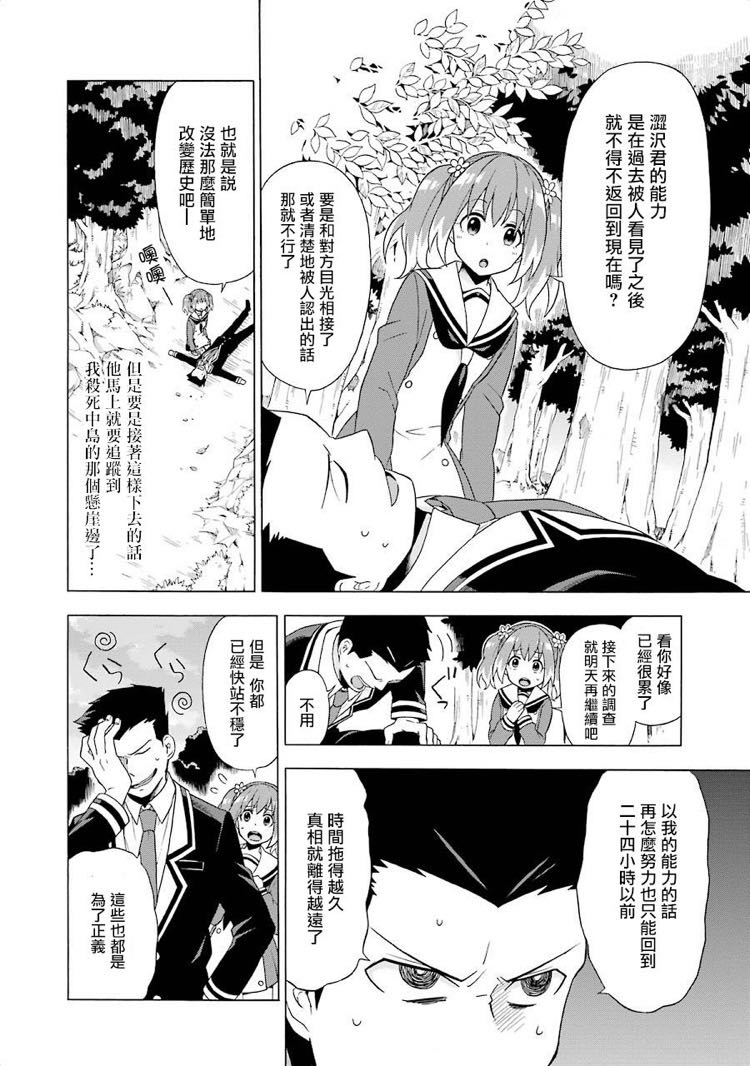 澀沢君的能力
是在過去被人看見了之後
就不得不返回到現在嗎？
要是和對方目光相接了
或者清楚地被人認出的話
那就不行了
也就是說
沒法那麼簡單地
改變歷史吧—
噢噢—
但是要是接著這樣下去的話
他馬上就要追蹤到
我殺死中島的那個懸崖邊了…
看你好像
已經很累了
接下來的調查
就明天再繼續吧
不用
但是 你都
已經快站不穩了
ぐら
ぐら
以我的能力的話
再怎麼努力也只能回到
二十四小時以前
時間拖得越久
真相就離得越遠了
這些也都是
為了正義